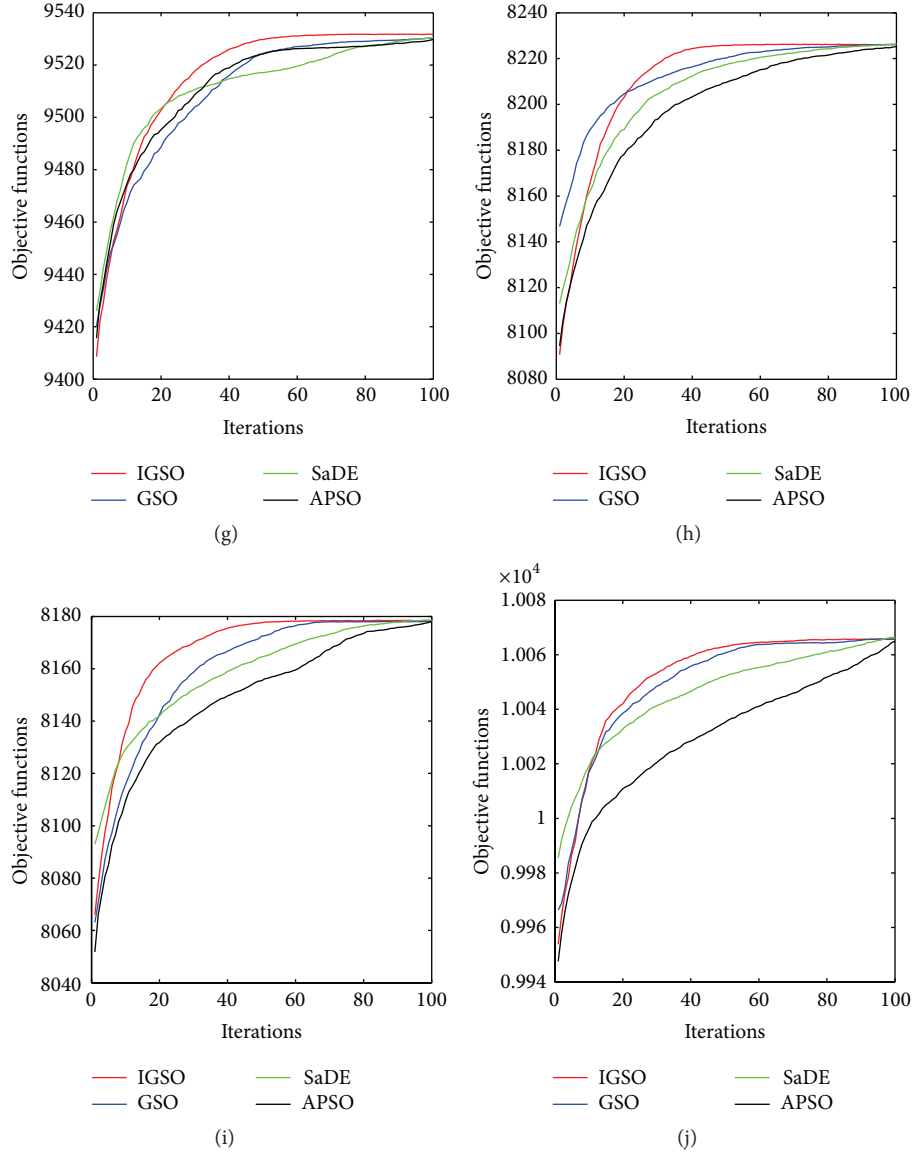 9540
9520
9500
9480
9460
9440
9420
9400
Objective functions
0 20 40 60 80 100
Iterations
IGSO SaDE
GSO APSO
(g)
8240
8220
8200
8180
8160
8140
8120
8100
8080
Objective functions
0 20 40 60 80 100
Iterations
IGSO SaDE
GSO APSO
(h)
8180
8160
8140
8120
8100
8080
8060
8040
Objective functions
0 20 40 60 80 100
Iterations
IGSO SaDE
GSO APSO
(i)
×10⁴
1.008
1.006
1.004
1.002
1
0.998
0.996
0.994
Objective functions
0 20 40 60 80 100
Iterations
IGSO SaDE
GSO APSO
(j)